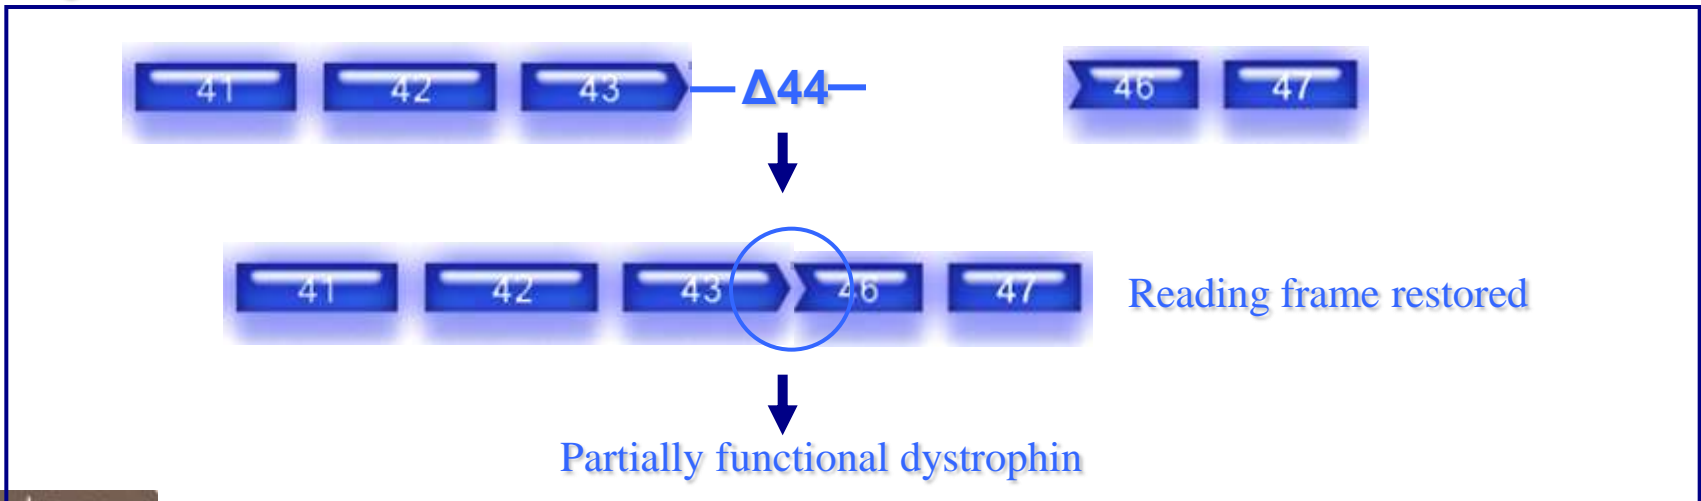 41 42 43 Δ44 46 47
41 42 43 46 47 Reading frame restored
Partially functional dystrophin